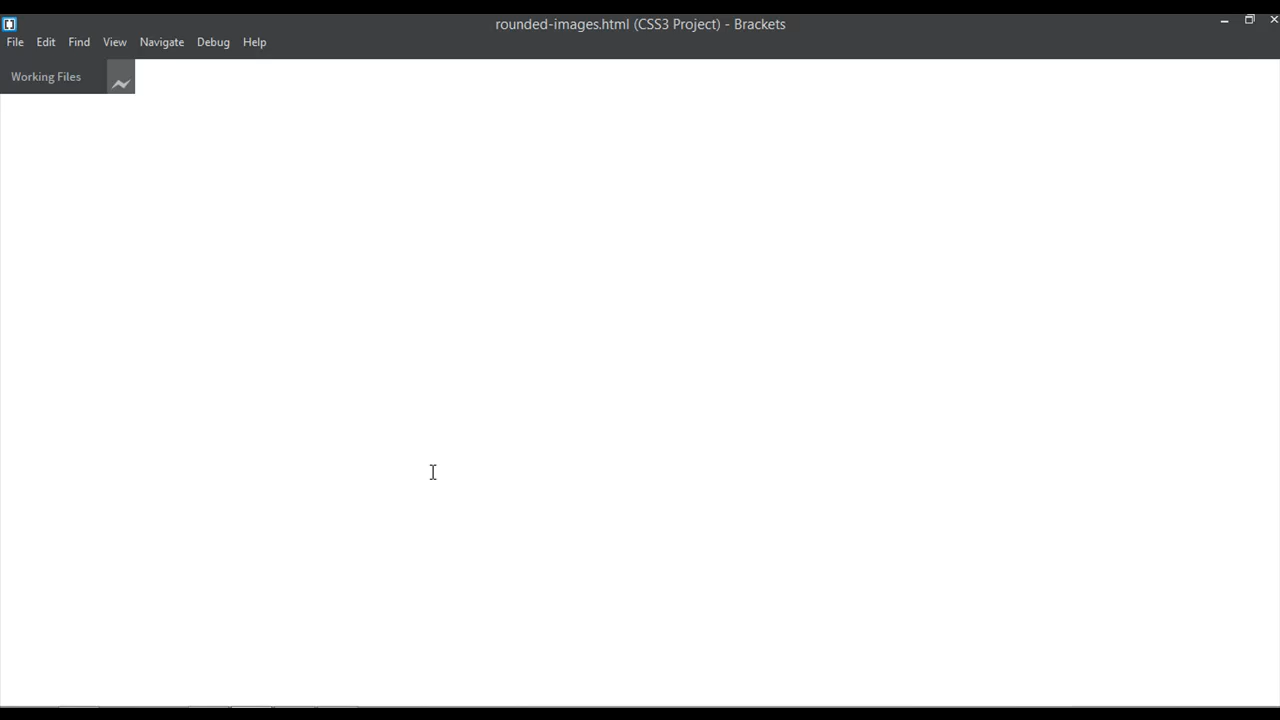 rounded-images.html (CSS3 Project) - Brackets
File Edit Find View Navigate Debug Help
Working Files